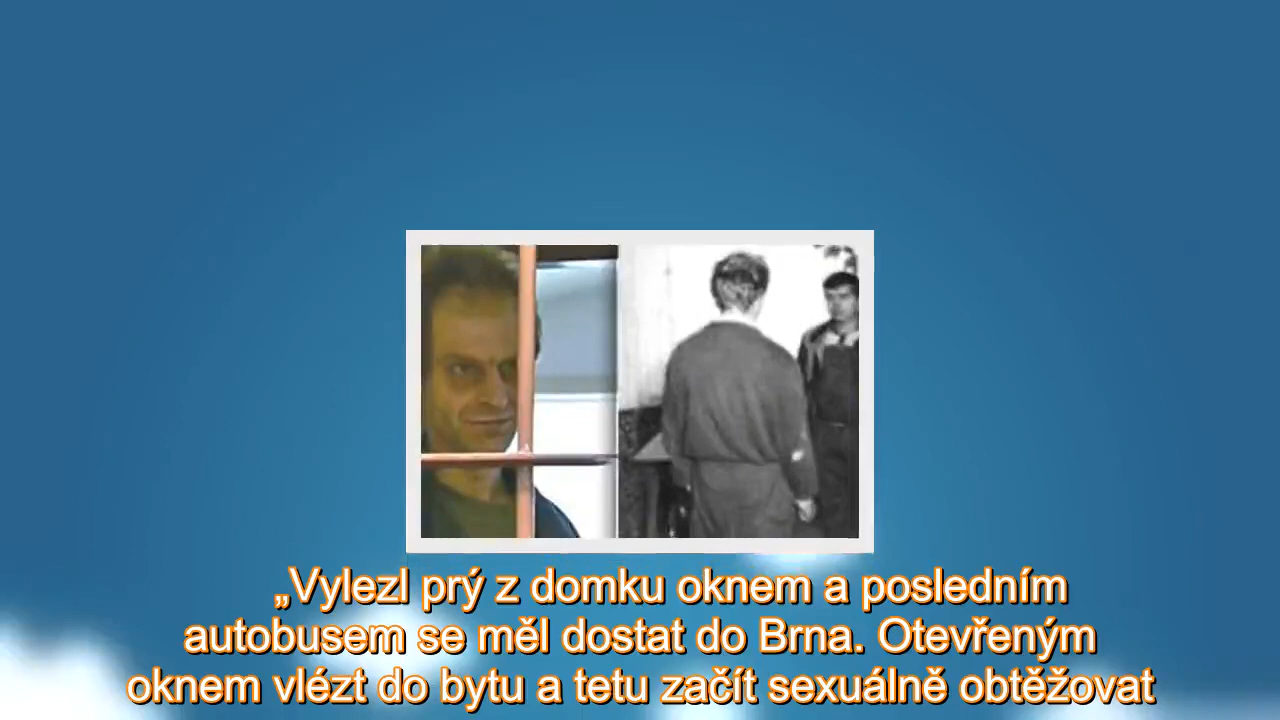 „Vylezl prý z domku oknem a posledním
autobusem se měl dostat do Brna. Otevřeným
oknem vlézt do bytu a tetu začít sexuálně obtěžovat